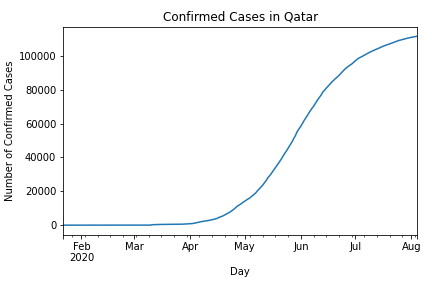 Confirmed Cases in Qatar
Number of Confirmed Cases
100000
80000
60000
40000
20000
0
Feb Mar Apr May Jun Jul Aug
2020
Day